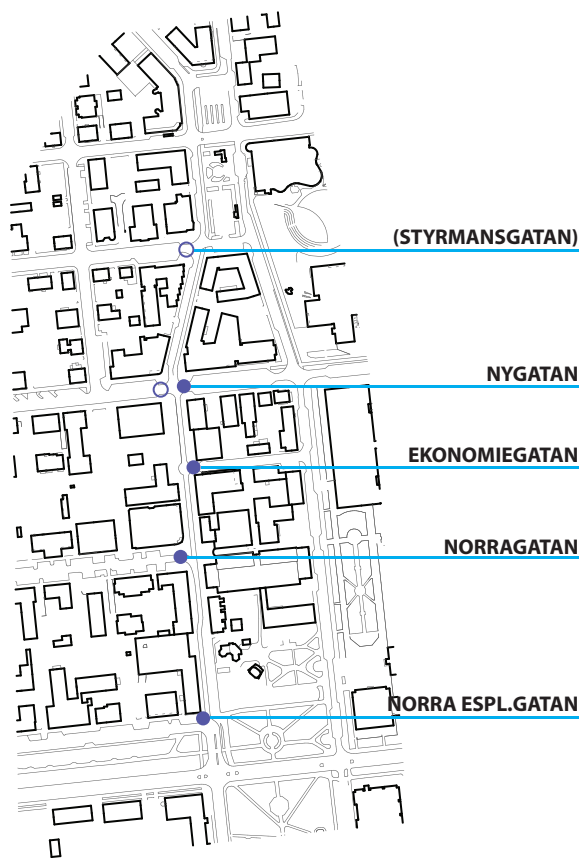 (STYRMANSGATAN)
NYGATAN
EKONOMIEGATAN
NORRAGATAN
NORRA ESPL.GATAN